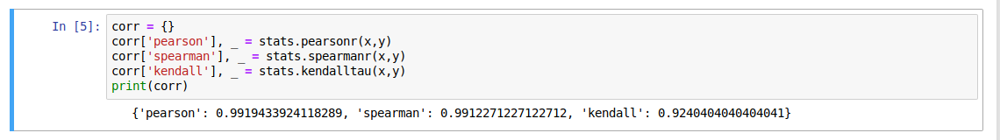 In [5]: corr = {}
corr['pearson'], _ = stats.pearsonr(x,y)
corr['spearman'], _ = stats.spearmanr(x,y)
corr['kendall'], _ = stats.kendalltau(x,y)
print(corr)
{'pearson': 0.9919433924118289, 'spearman': 0.9912271227122712, 'kendall': 0.9240404040404041}